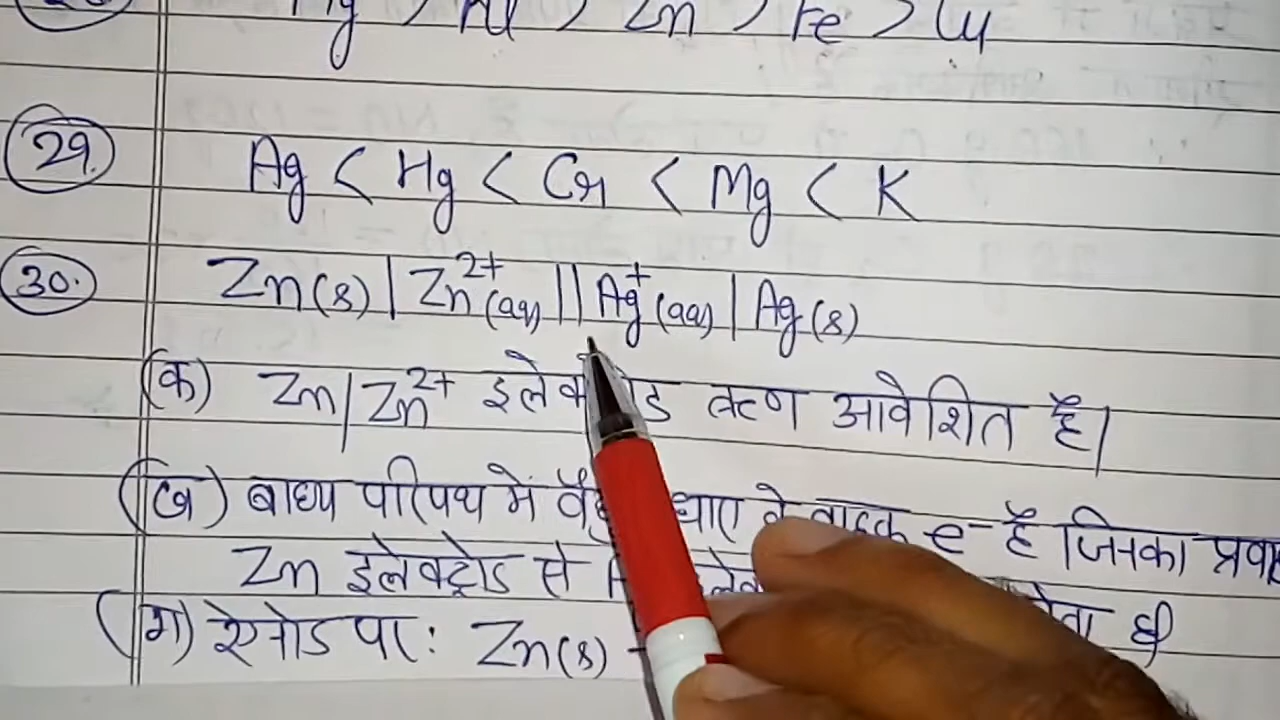 Mg > Al > Zn > Fe > Cu
29. Ag < Hg < Cr < Mg < K
30. Zn(s) | Zn²⁺(aq) || Ag⁺(aq) | Ag(s)
(क) Zn/Zn²⁺ इलेक्ट्रोड ऋण आवेशित है।
(ख) बाह्य परिपथ में धारा के वाहक e⁻ है जिनका
Zn इलेक्ट्रोड से
(ग) ऐनोड पर: Zn(s)